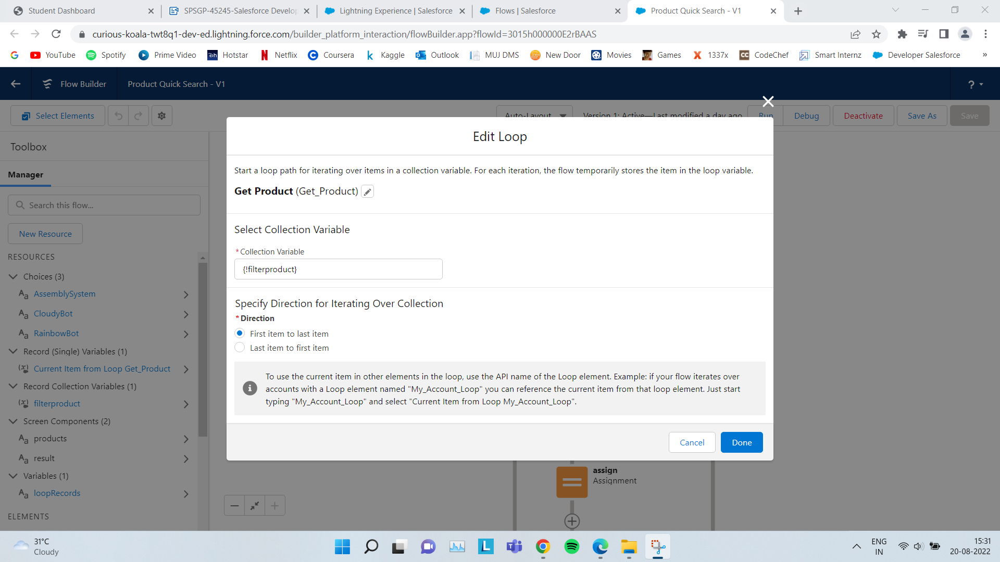 Student Dashboard
SPSGP-45245-Salesforce Develop
Lightning Experience | Salesforce
Flows | Salesforce
Product Quick Search - V1
curious-koala-twt8q1-dev-ed.lightning.force.com/builder_platform_interaction/flowBuilder.app?flowId=3015h000000E2rBAAS
YouTube
Spotify
Prime Video
Hotstar
Netflix
Coursera
Kaggle
Outlook
MUJ DMS
New Door
Movies
Games
1337x
CodeChef
Smart Internz
Developer Salesforce
»
Flow Builder
Product Quick Search - V1
?
Select Elements
Auto-Layout
Version 1: Active—Last modified a day ago
Run
Debug
Deactivate
Save As
Save
Toolbox
Manager
Search this flow...
New Resource
RESOURCES
Choices (3)
AssemblySystem
CloudyBot
RainbowBot
Record (Single) Variables (1)
Current Item from Loop Get_Product
Record Collection Variables (1)
filterproduct
Screen Components (2)
products
result
Variables (1)
loopRecords
ELEMENTS
Edit Loop
Start a loop path for iterating over items in a collection variable. For each iteration, the flow temporarily stores the item in the loop variable.
Get Product (Get_Product)
Select Collection Variable
*Collection Variable
{!filterproduct}
Specify Direction for Iterating Over Collection
*Direction
First item to last item
Last item to first item
To use the current item in other elements in the loop, use the API name of the Loop element. Example: if your flow iterates over
accounts with a Loop element named "My_Account_Loop" you can reference the current item from that loop element. Just start
typing "My_Account_Loop" and select "Current Item from Loop My_Account_Loop".
Cancel
Done
assign
Assignment
31°C
Cloudy
ENG
IN
15:31
20-08-2022